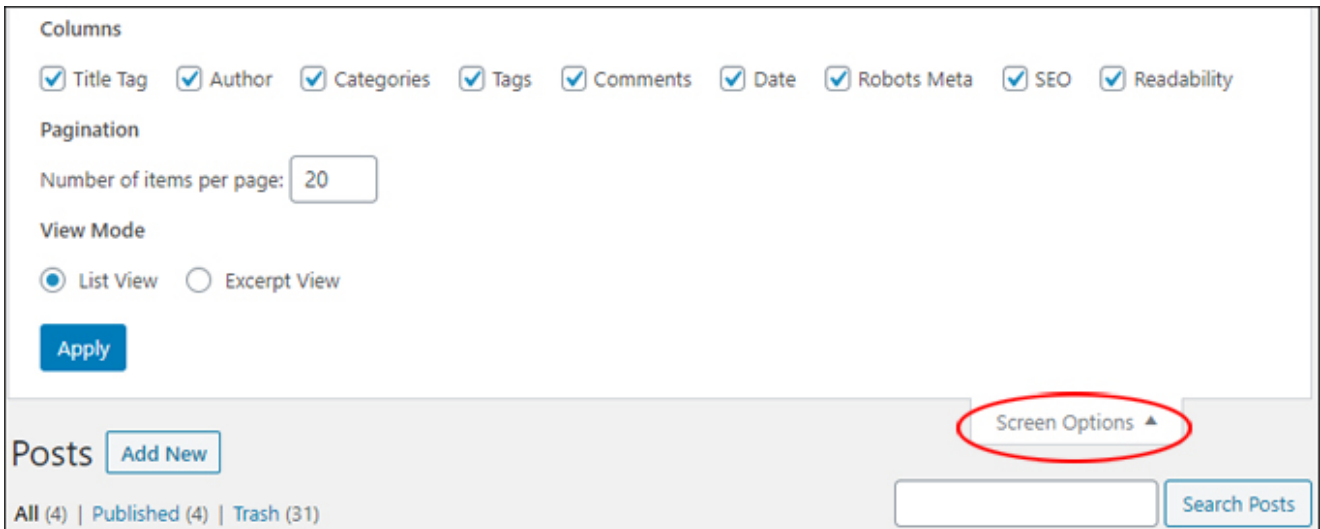 Columns
Title Tag Author Categories Tags Comments Date Robots Meta SEO Readability
Pagination
Number of items per page: 20
View Mode
List View Excerpt View
Apply
Screen Options ▲
Posts Add New
Search Posts
All (4) | Published (4) | Trash (31)